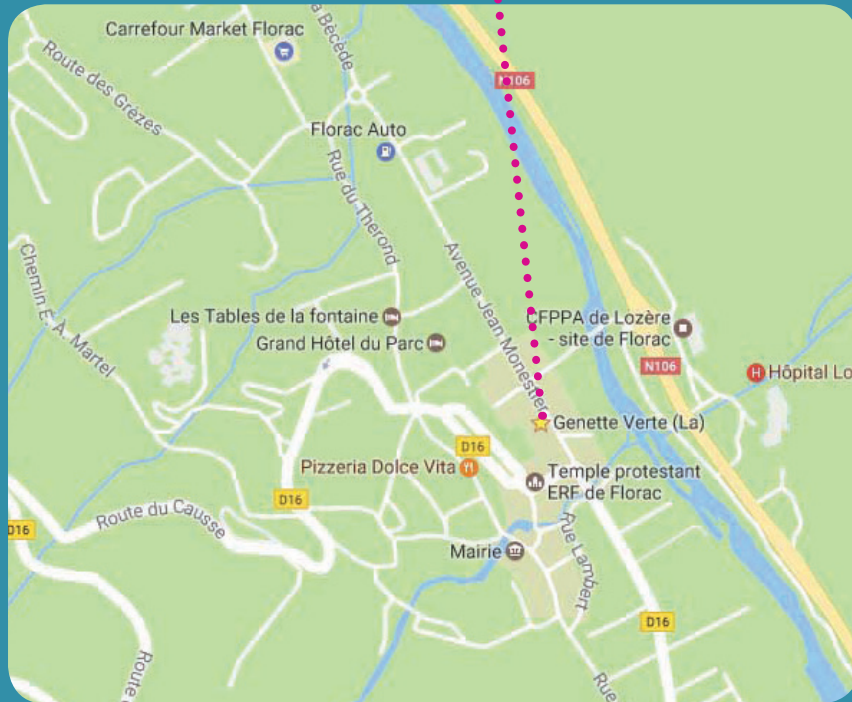 Carrefour Market Florac
a Bécède
N106
Route des Grèzes
Florac Auto
Rue du Therond
Avenue Jean Monestier
Chemin É. A. Martel
Les Tables de la fontaine
CFPPA de Lozère
- site de Florac
Grand Hôtel du Parc
N106
Hôpital Lo
Genette Verte (La)
D16
Pizzeria Dolce Vita
Temple protestant
ERF de Florac
D16
Route du Causse
D16
Rue Lambert
Mairie
D16
Route
Rue